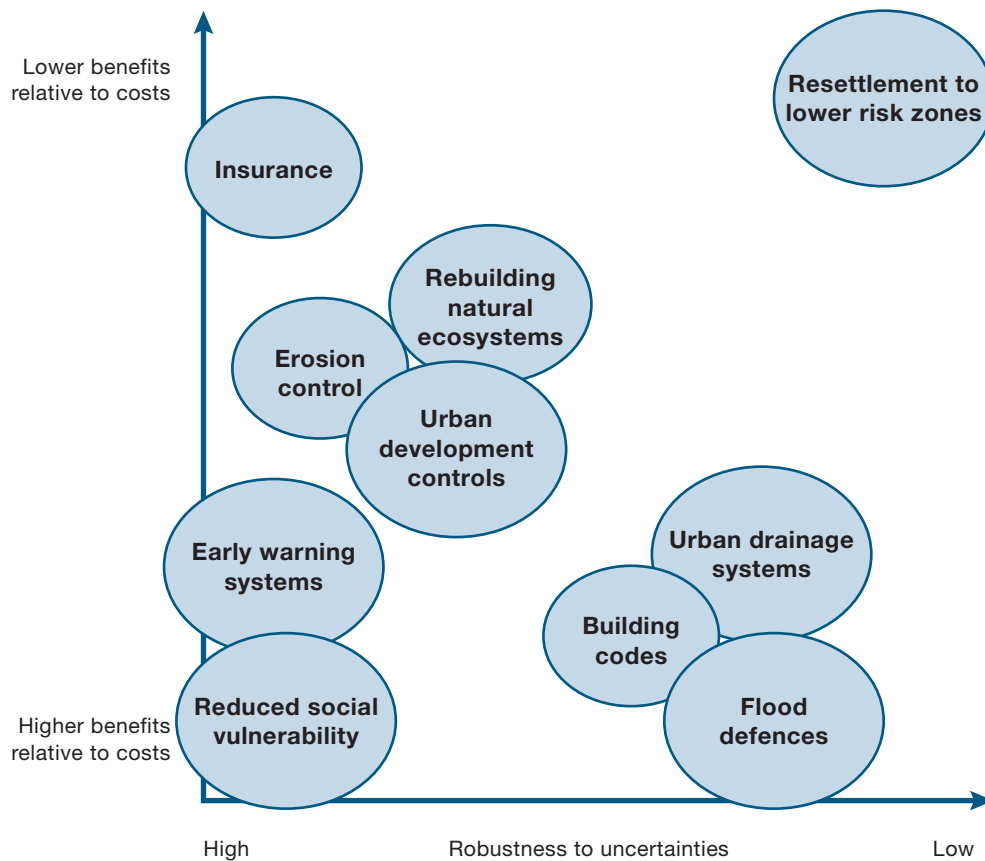 Lower benefits
relative to costs
Resettlement to
lower risk zones
Insurance
Rebuilding
natural
ecosystems
Erosion
control
Urban
development
controls
Early warning
systems
Urban drainage
systems
Building
codes
Reduced social
vulnerability
Flood
defences
Higher benefits
relative to costs
High
Robustness to uncertainties
Low